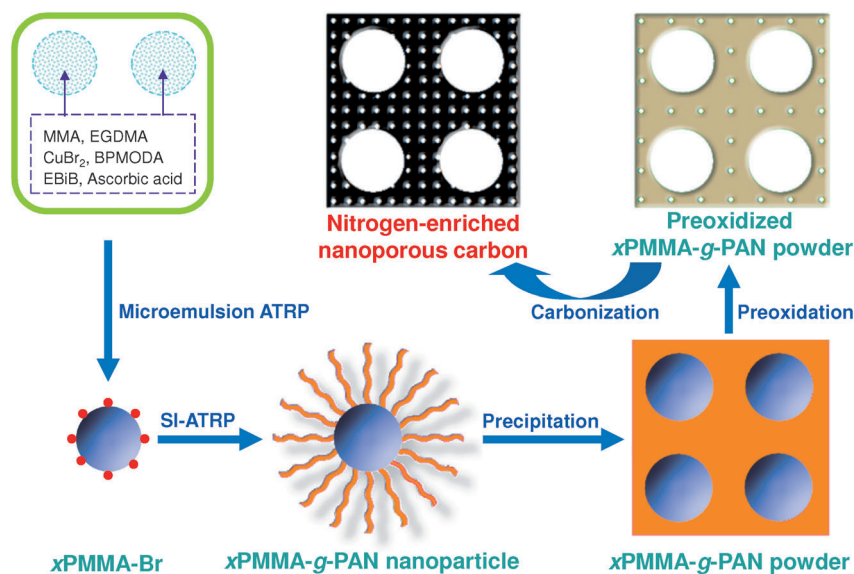 MMA, EGDMA
CuBr₂, BPMODA
EBiB, Ascorbic acid
Nitrogen-enriched
nanoporous carbon
Preoxidized
xPMMA-g-PAN powder
Microemulsion ATRP
Carbonization
Preoxidation
SI-ATRP
Precipitation
xPMMA-Br
xPMMA-g-PAN nanoparticle
xPMMA-g-PAN powder